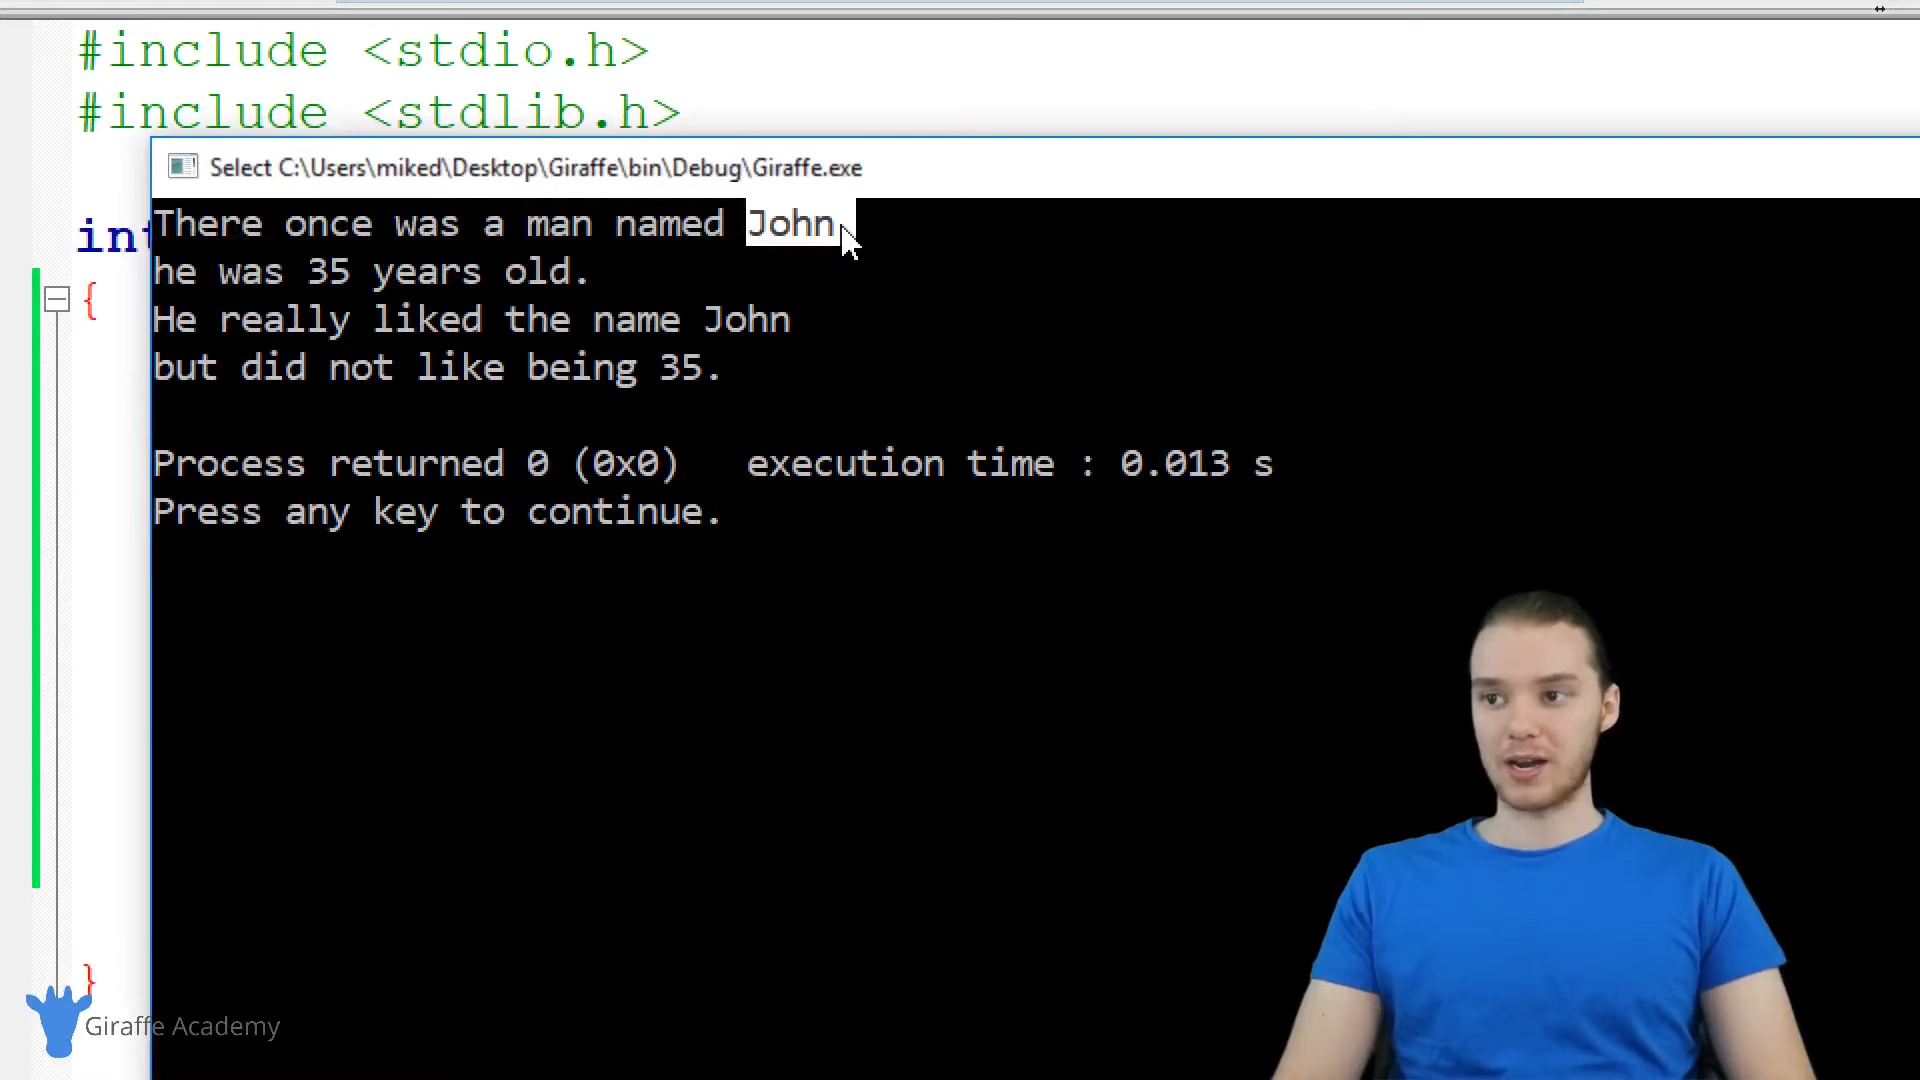 #include <stdio.h>
#include <stdlib.h>
Select C:\Users\miked\Desktop\Giraffe\bin\Debug\Giraffe.exe
int
There once was a man named John
he was 35 years old.
{
He really liked the name John
but did not like being 35.
Process returned 0 (0x0)   execution time : 0.013 s
Press any key to continue.
}
Giraffe Academy